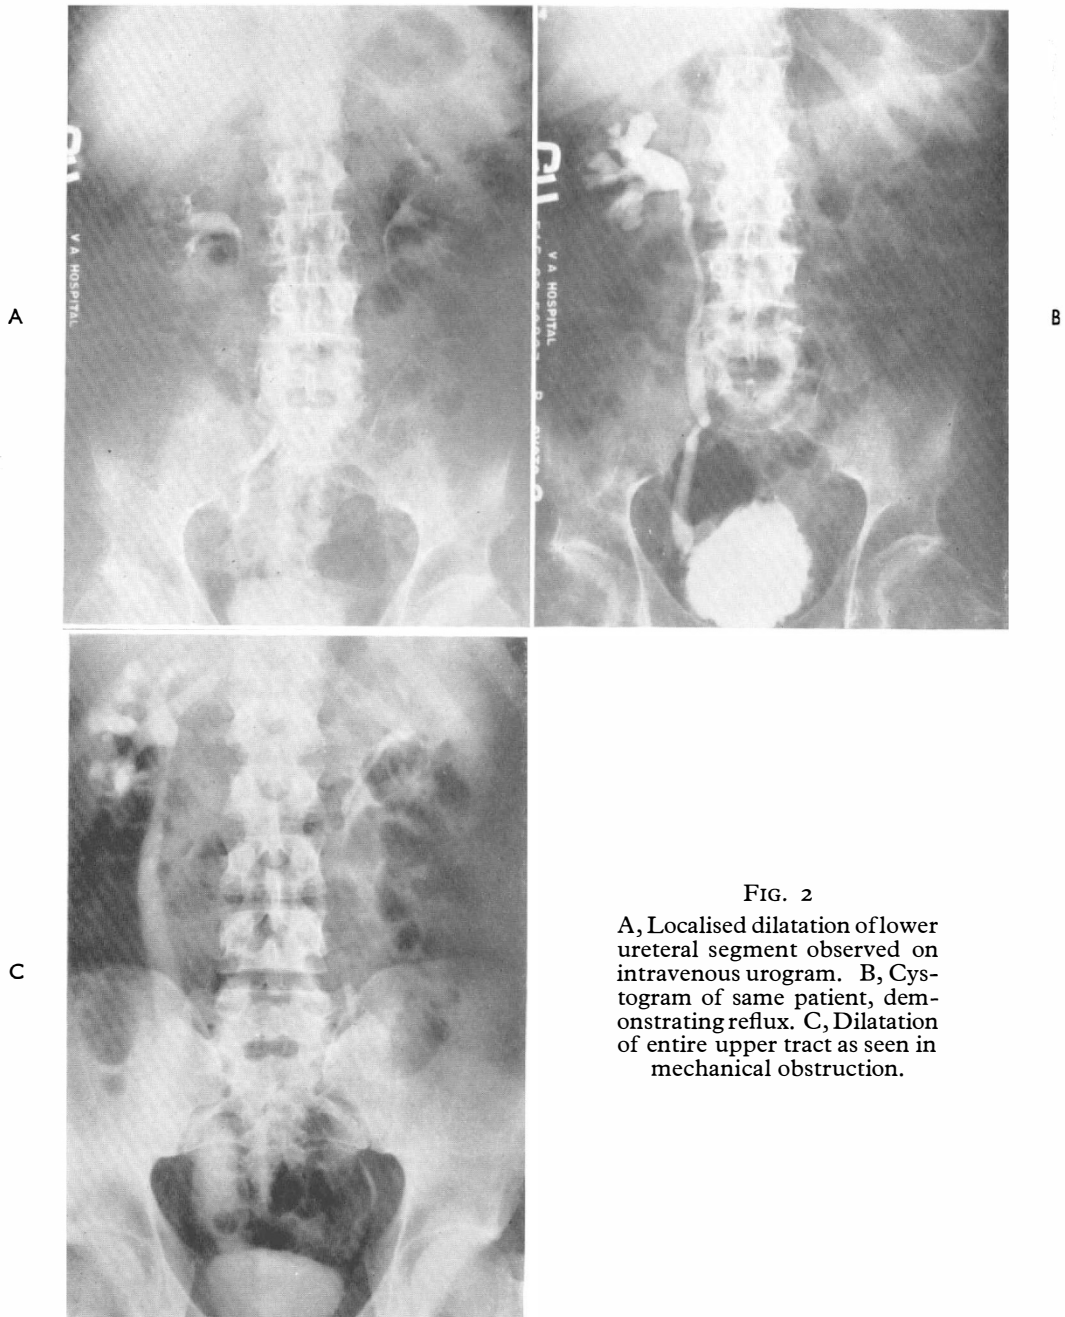 A
B
C
V A HOSPITAL
V A HOSPITAL
FIG. 2
A, Localised dilatation of lower
ureteral segment observed on
intravenous urogram. B, Cys-
togram of same patient, dem-
onstrating reflux. C, Dilatation
of entire upper tract as seen in
mechanical obstruction.